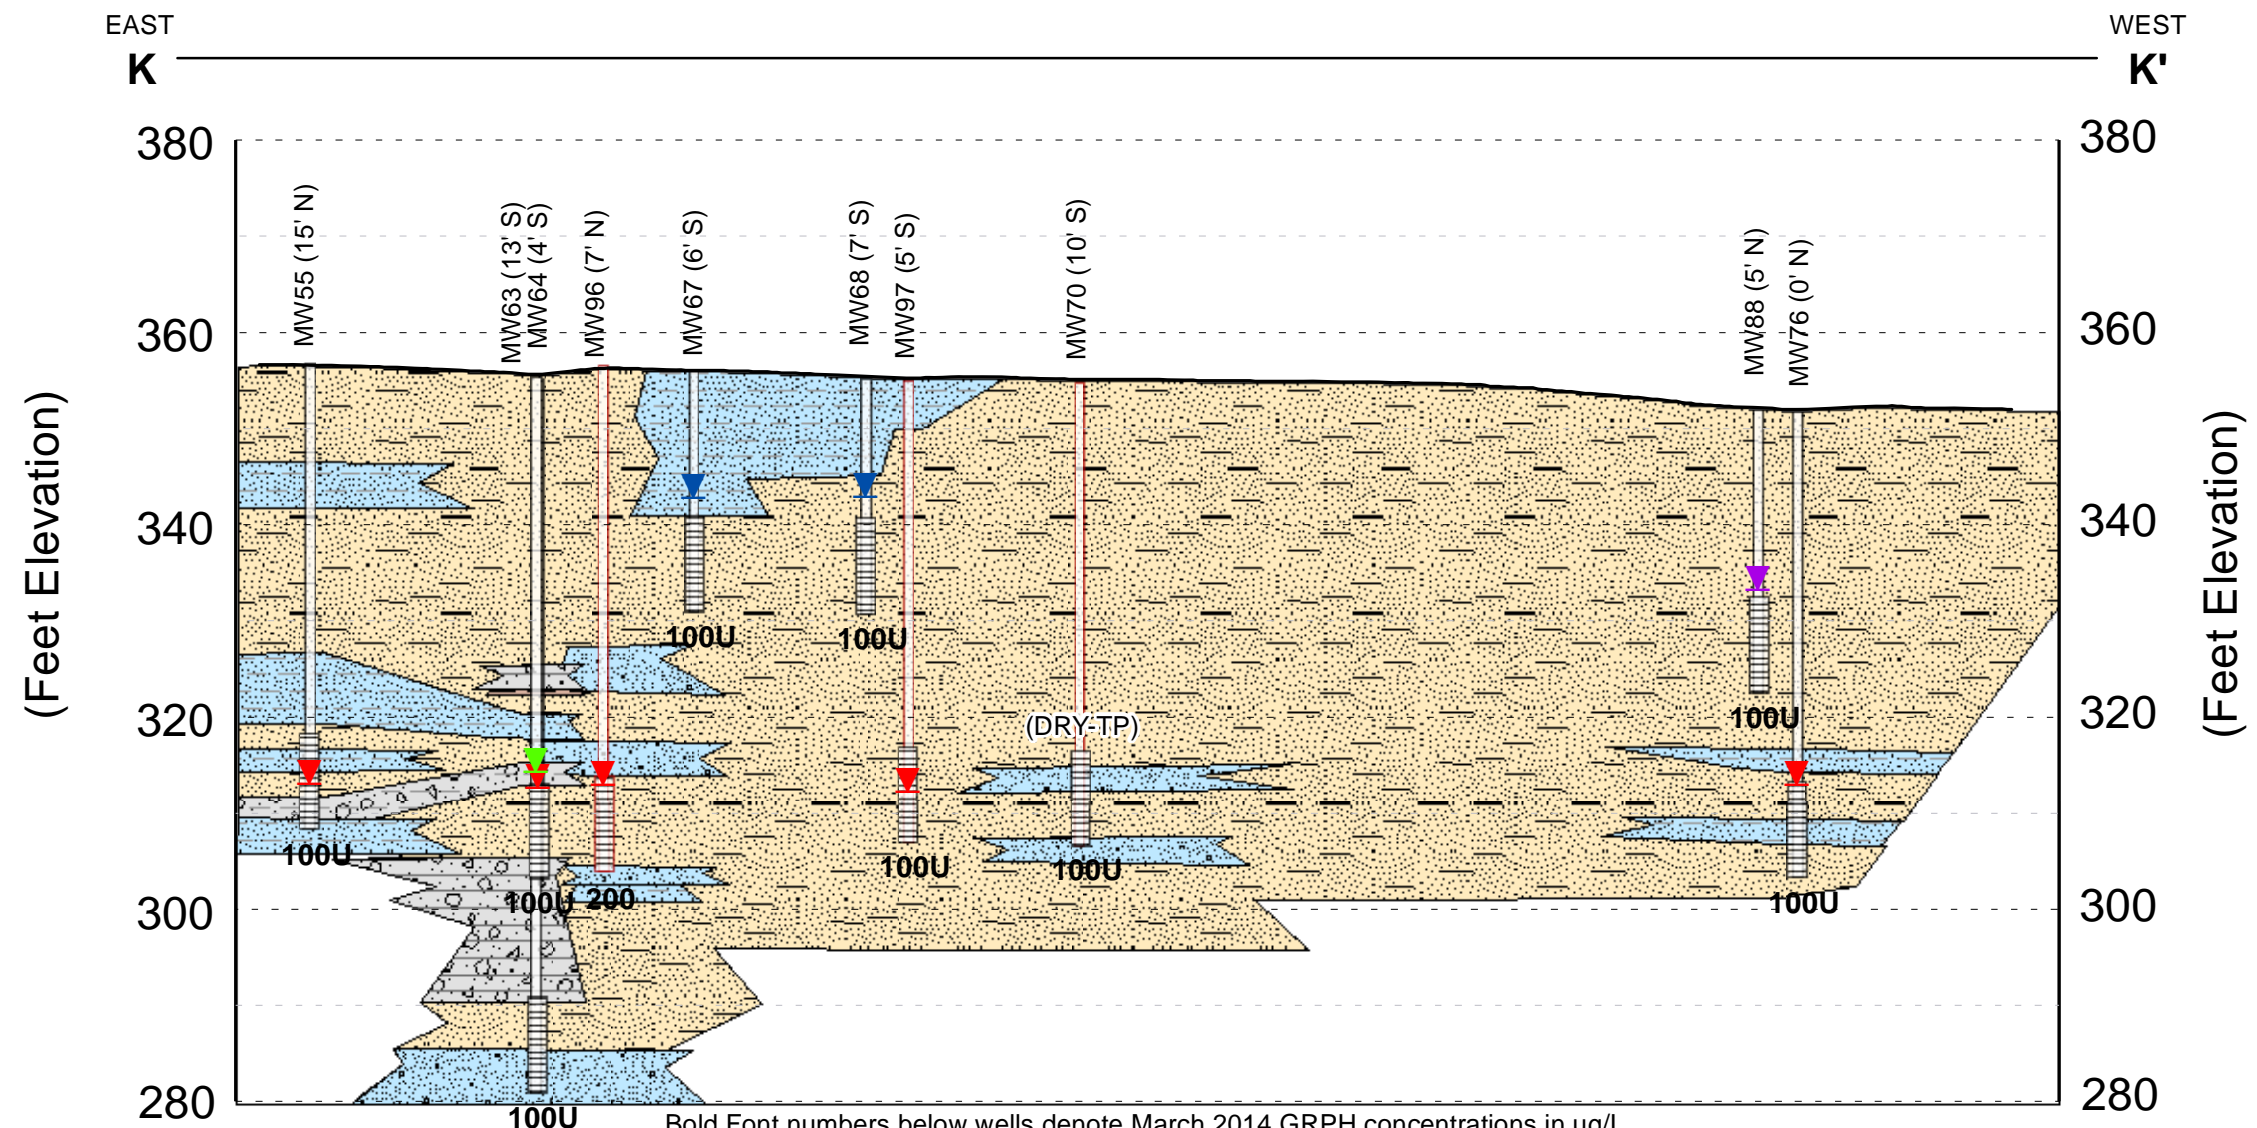 EAST
WEST
K
K'
380
380
MW55 (15' N)
MW63 (13' S)
MW64 (4' S)
MW96 (7' N)
MW67 (6' S)
MW68 (7' S)
MW97 (5' S)
MW70 (10' S)
MW88 (5' N)
MW76 (0' N)
360
360
(Feet Elevation)
(Feet Elevation)
340
340
100U
100U
320
320
100U
(DRY-TP)
100U
100U
100U
100U
200
100U
300
300
280
280
100U
Bold Font numbers below wells denote March 2014 GRPH concentrations in ug/L